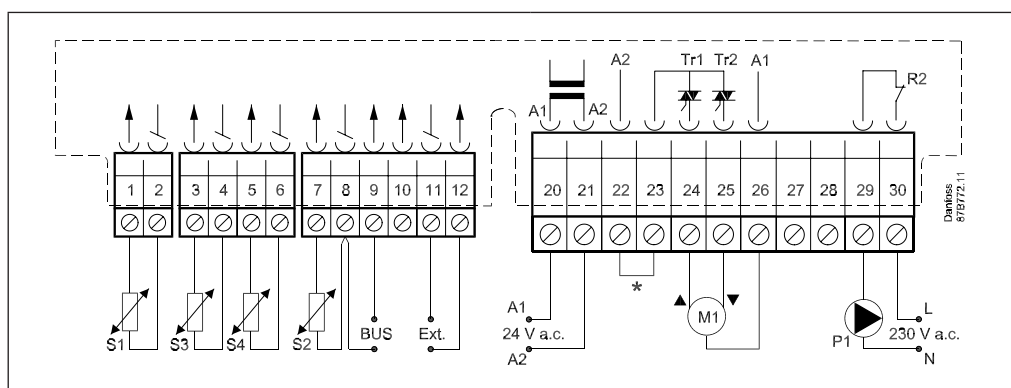 A2 Tr1 Tr2 A1
R2
A1 A2
1 2 3 4 5 6 7 8 9 10 11 12
20 21 22 23 24 25 26 27 28 29 30
Danfoss
87B772.11
*
A1
24 V a.c.
A2
M1
P1
L
230 V a.c.
N
S1 S3 S4 S2 BUS Ext.